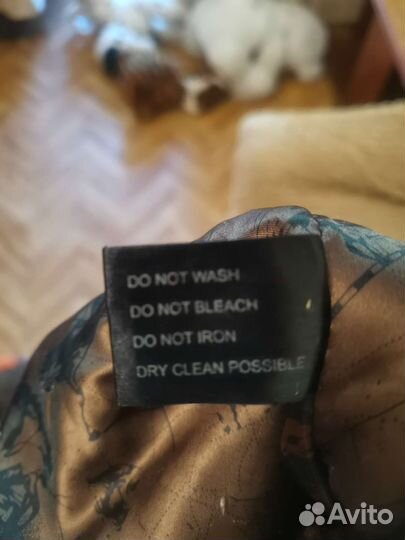 DO NOT WASH
DO NOT BLEACH
DO NOT IRON
DRY CLEAN POSSIBLE
Avito